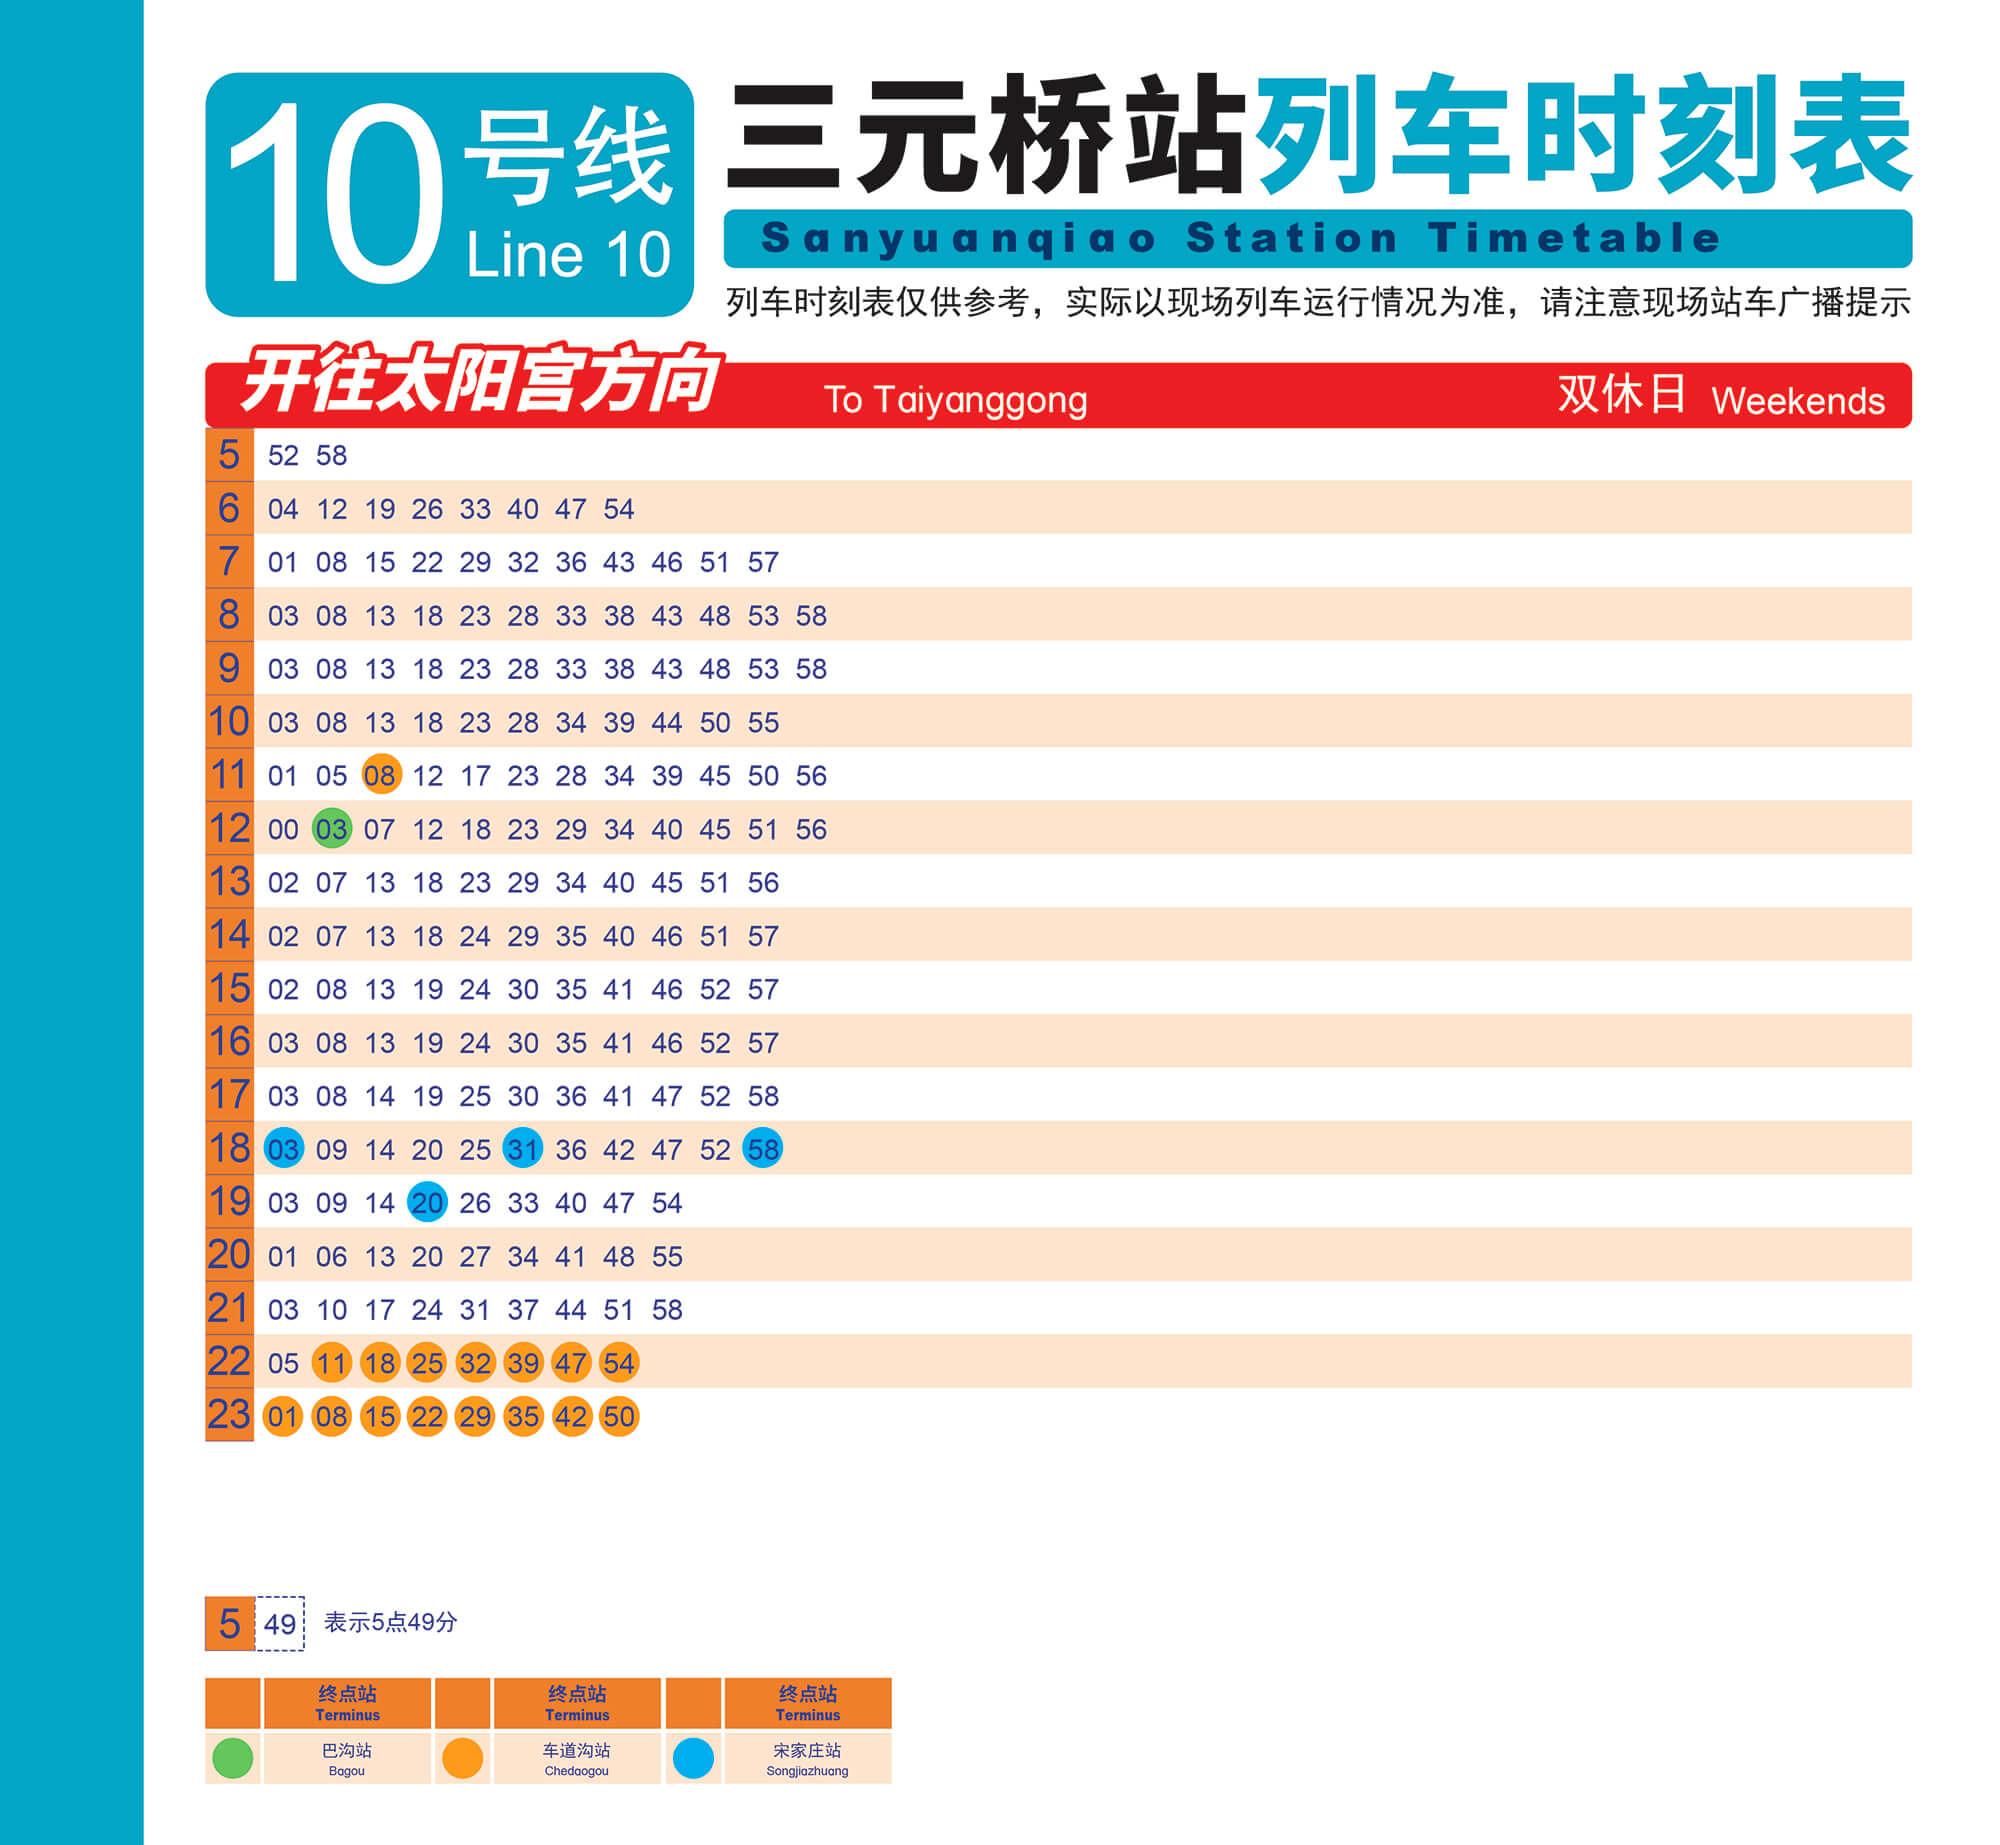 10号线
Line 10
三元桥站列车时刻表
Sanyuanqiao Station Timetable
列车时刻表仅供参考，实际以现场列车运行情况为准，请注意现场站车广播提示
开往太阳宫方向 To Taiyanggong 双休日 Weekends
5 52 58
6 04 12 19 26 33 40 47 54
7 01 08 15 22 29 32 36 43 46 51 57
8 03 08 13 18 23 28 33 38 43 48 53 58
9 03 08 13 18 23 28 33 38 43 48 53 58
10 03 08 13 18 23 28 34 39 44 50 55
11 01 05 08 12 17 23 28 34 39 45 50 56
12 00 03 07 12 18 23 29 34 40 45 51 56
13 02 07 13 18 23 29 34 40 45 51 56
14 02 07 13 18 24 29 35 40 46 51 57
15 02 08 13 19 24 30 35 41 46 52 57
16 03 08 13 19 24 30 35 41 46 52 57
17 03 08 14 19 25 30 36 41 47 52 58
18 03 09 14 20 25 31 36 42 47 52 58
19 03 09 14 20 26 33 40 47 54
20 01 06 13 20 27 34 41 48 55
21 03 10 17 24 31 37 44 51 58
22 05 11 18 25 32 39 47 54
23 01 08 15 22 29 35 42 50
5 49 表示5点49分
终点站 终点站 终点站
Terminus Terminus Terminus
巴沟站 车道沟站 宋家庄站
Bagou Chedaogou Songjiazhuang